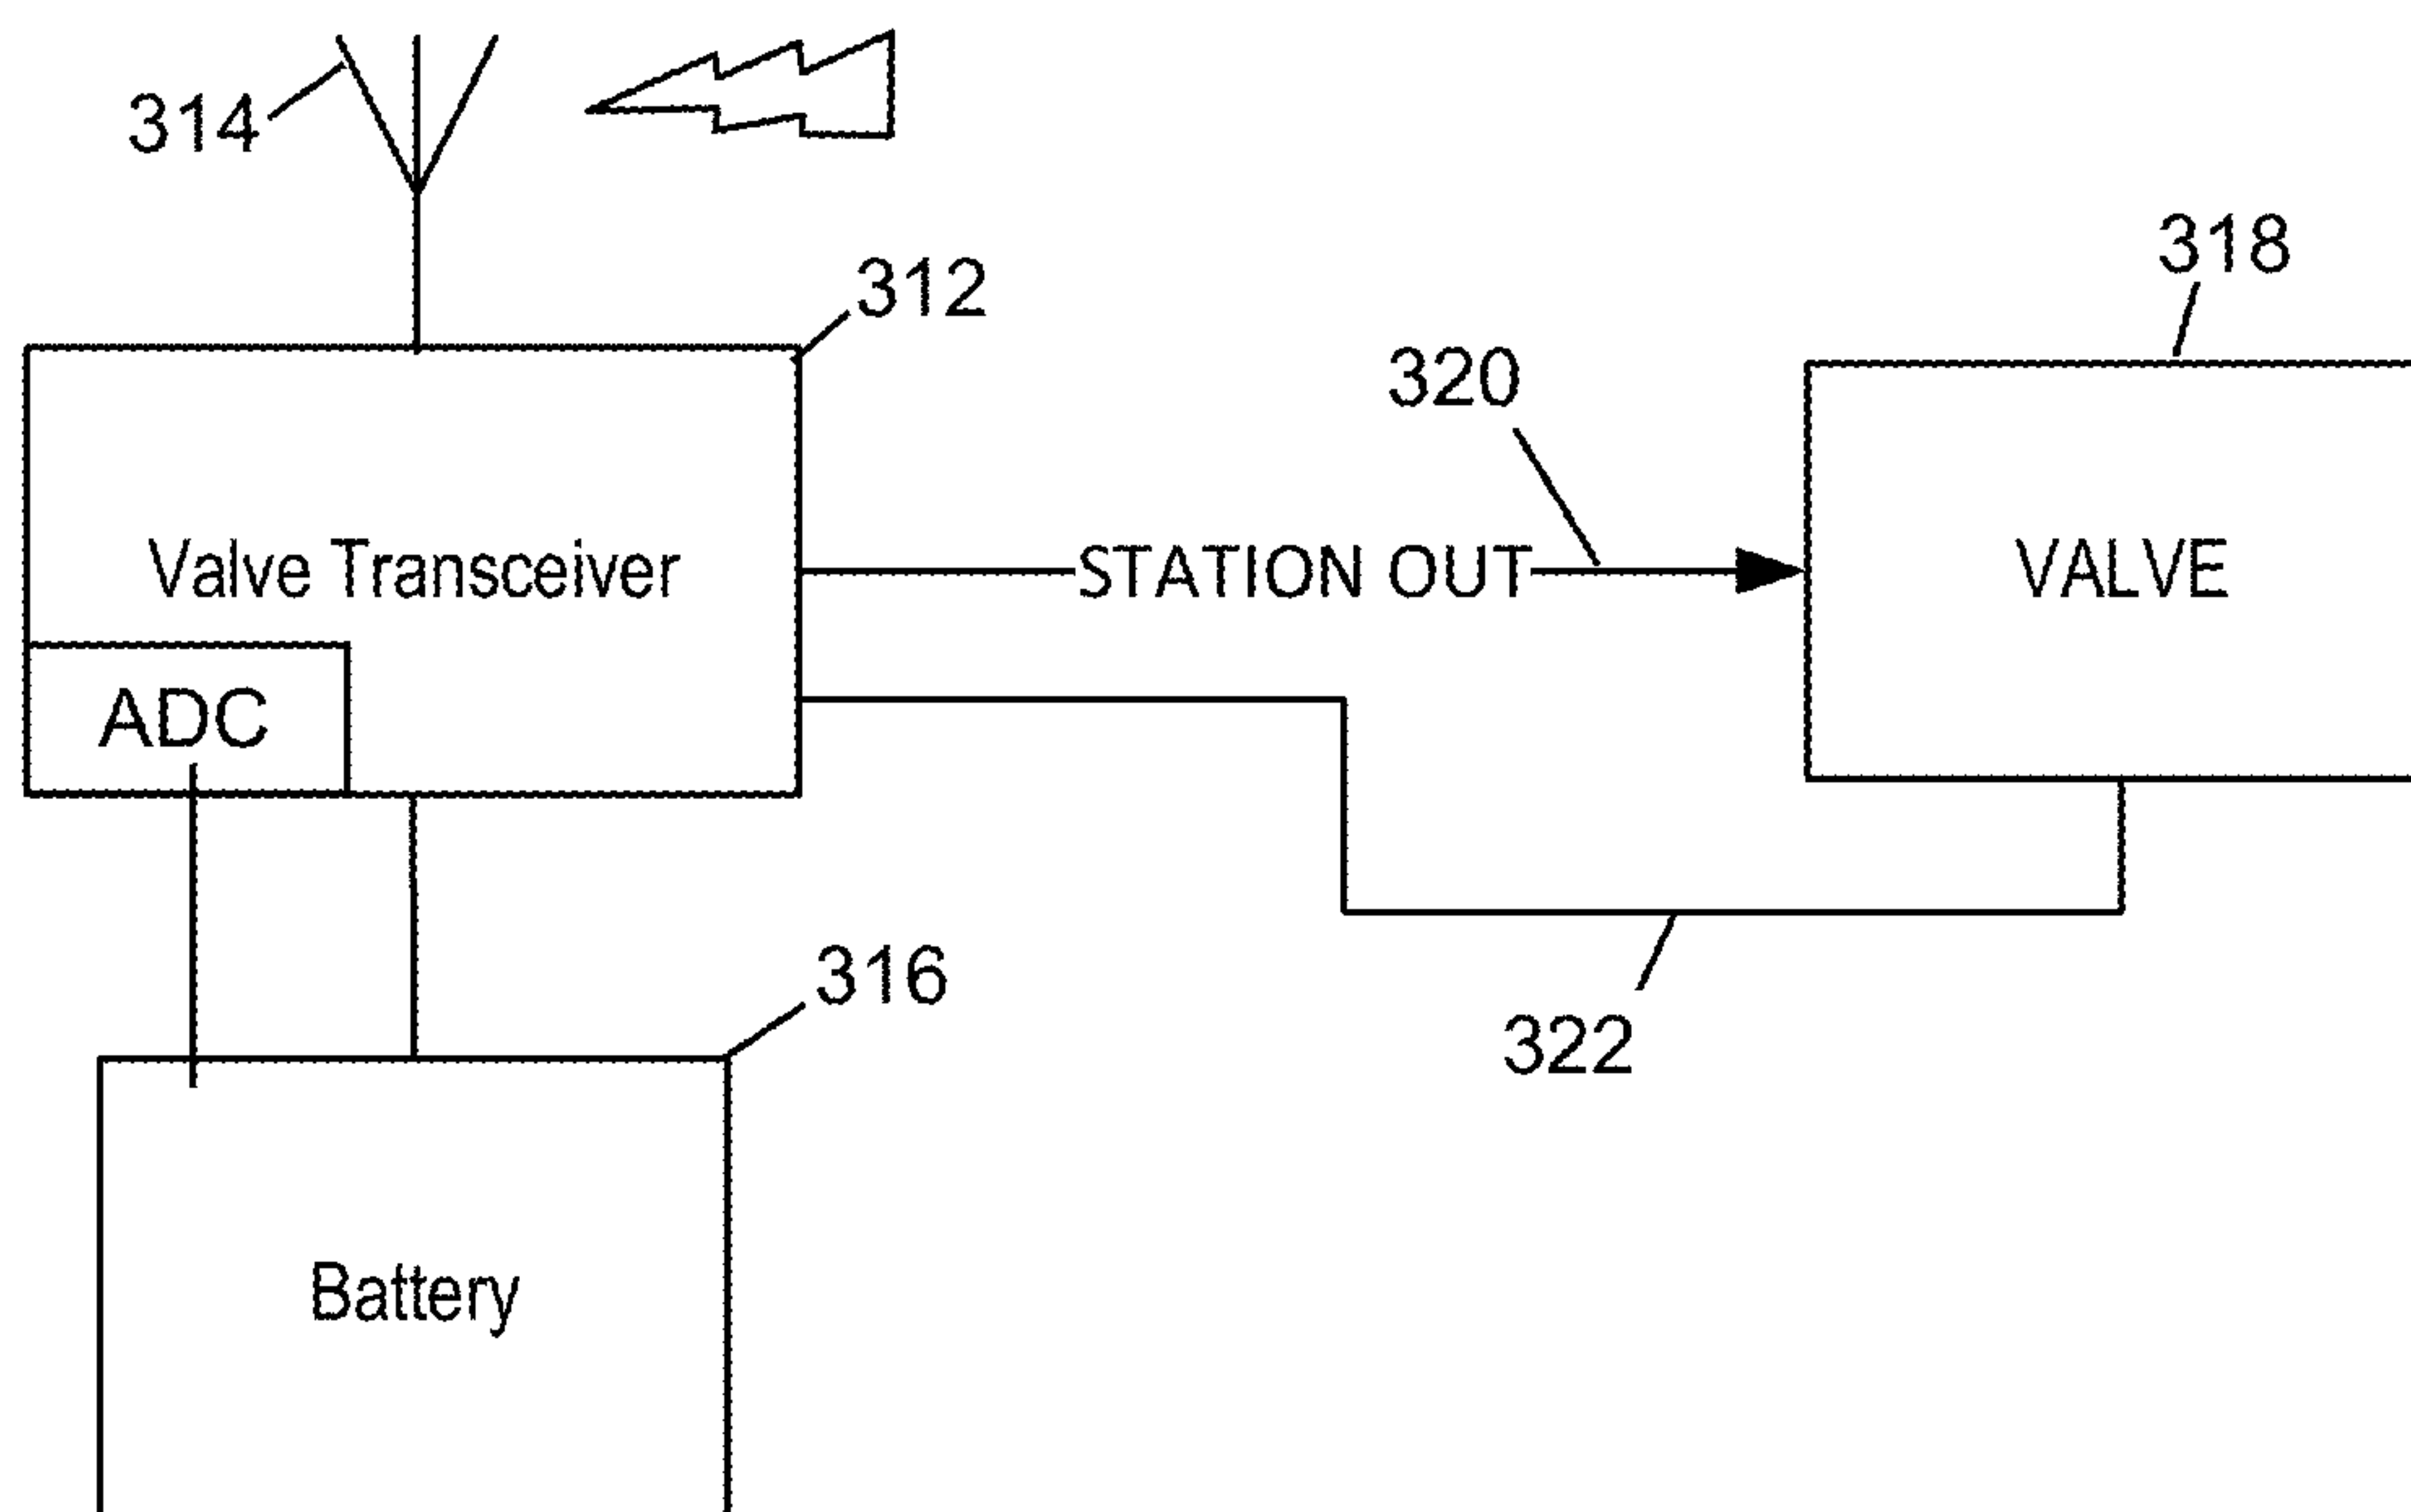 314
312
318
320
Valve Transceiver
STATION OUT
VALVE
ADC
316
322
Battery